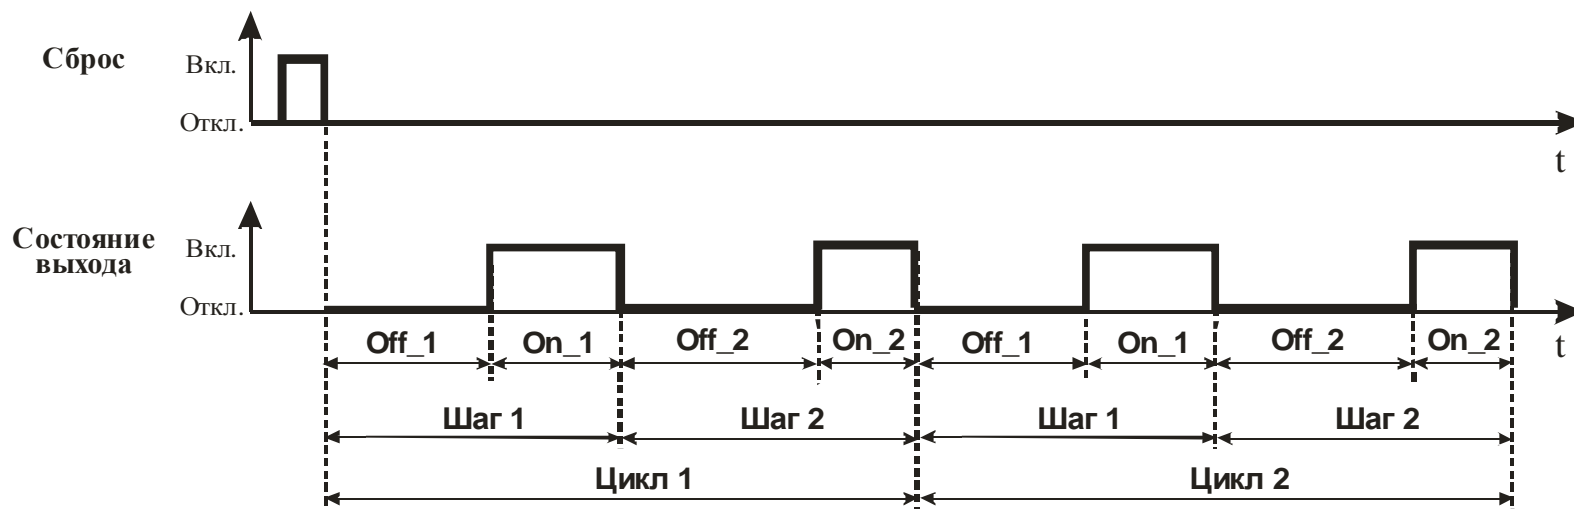 Сброс
Вкл.
Откл.
t
Состояние
выхода
Вкл.
Откл.
t
Off_1 On_1 Off_2 On_2 Off_1 On_1 Off_2 On_2
Шаг 1 Шаг 2 Шаг 1 Шаг 2
Цикл 1 Цикл 2